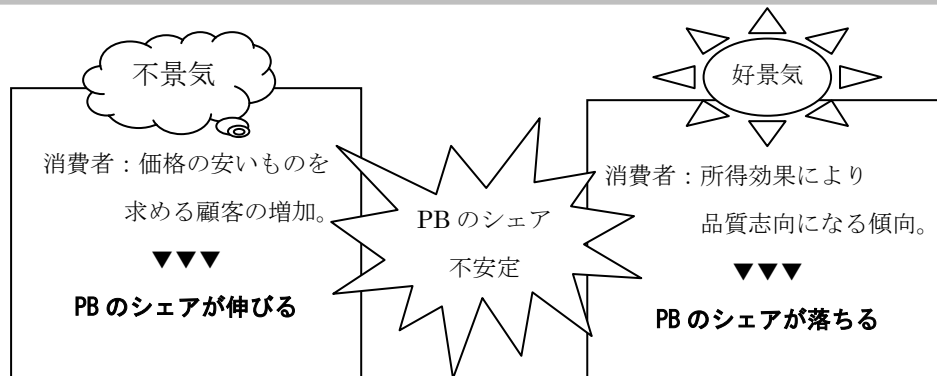 不景気
消費者：価格の安いものを
求める顧客の増加。
▼▼▼
PBのシェアが伸びる
PBのシェア
不安定
好景気
消費者：所得効果により
品質志向になる傾向。
▼▼▼
PBのシェアが落ちる